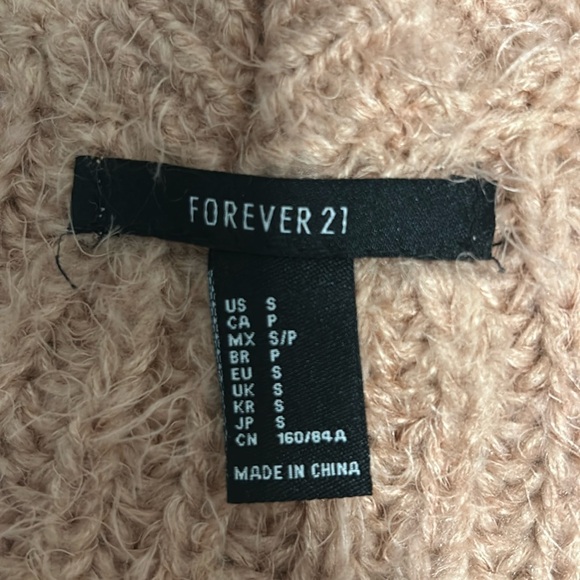 FOREVER 21
US S
CA P
MX S/P
BR P
EU S
UK S
KR S
JP S
CN 160/84A
MADE IN CHINA